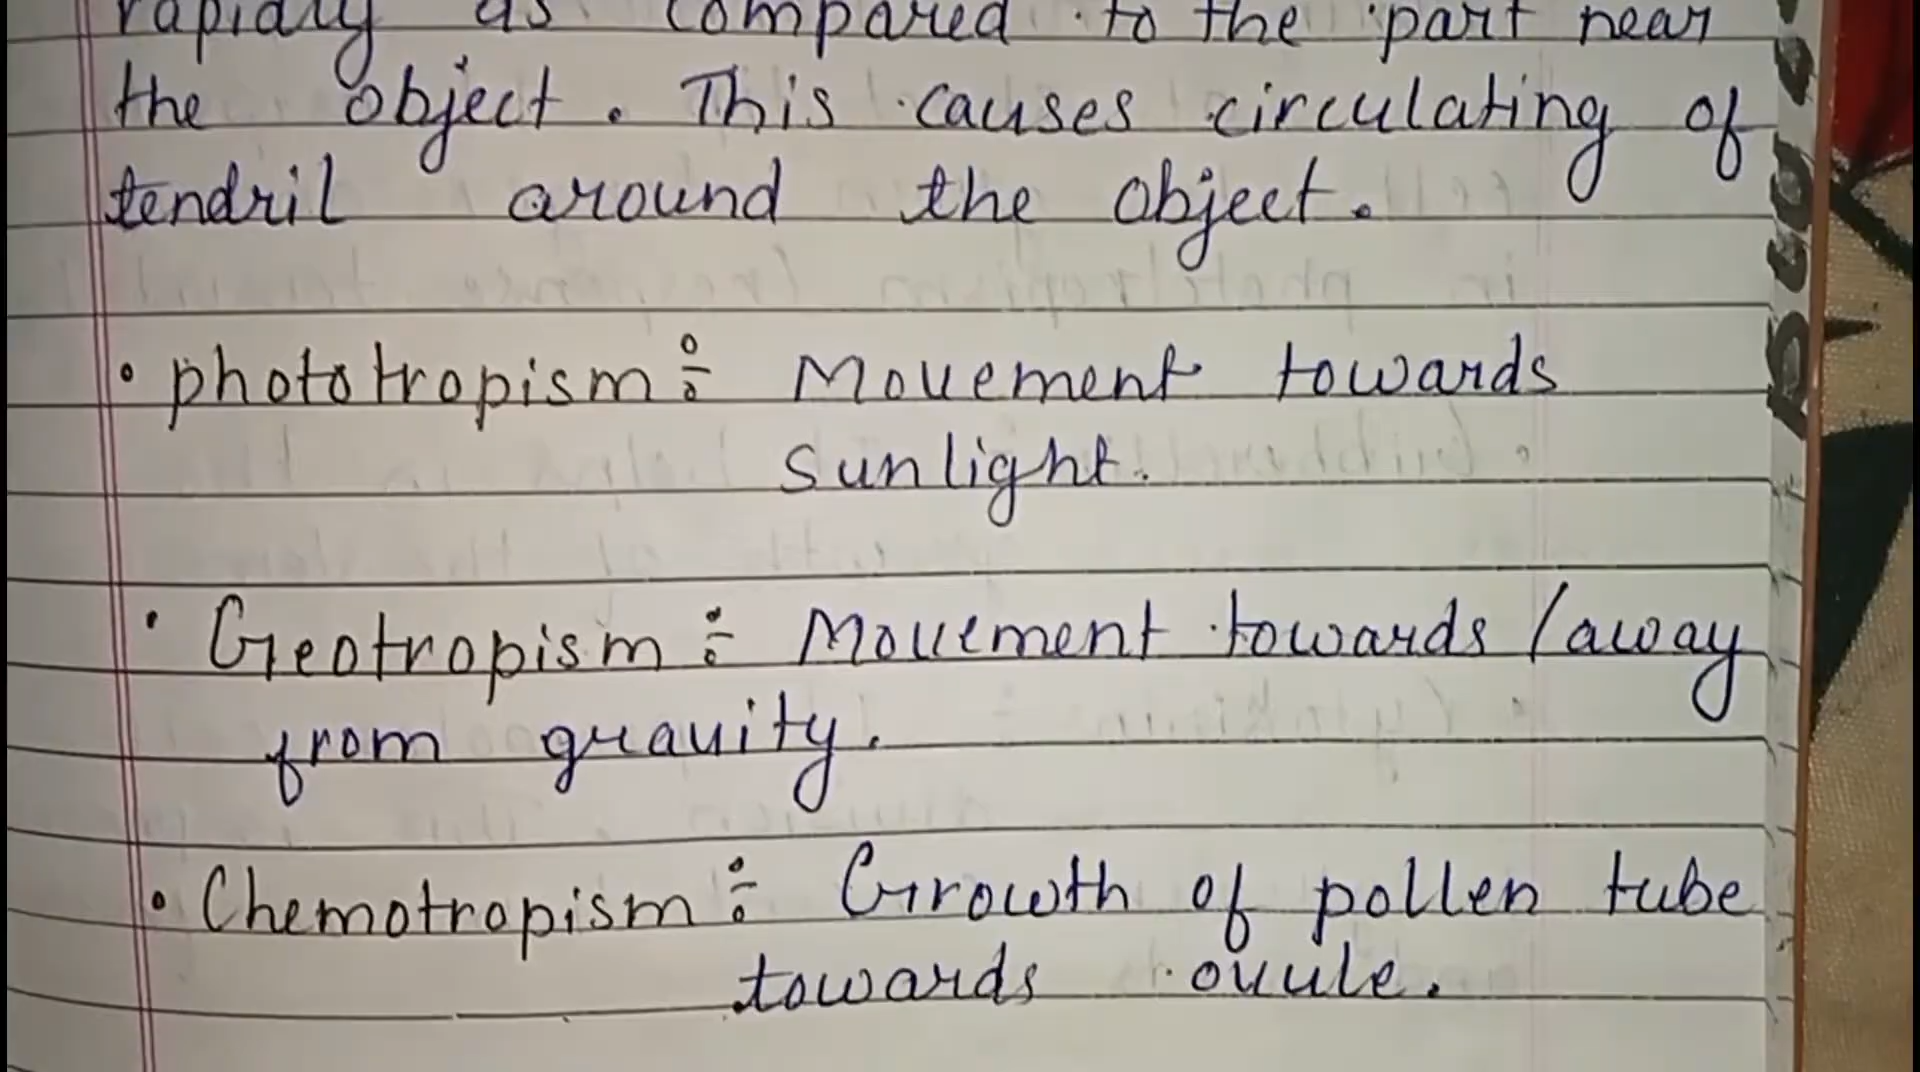 rapidly as compared to the part near
the object. This causes circulating of
tendril around the object.
• phototropism ÷ Movement towards
sunlight.
• Geotropism ÷ Movement towards / away
from gravity.
• Chemotropism ÷ Growth of pollen tube
towards ovule.